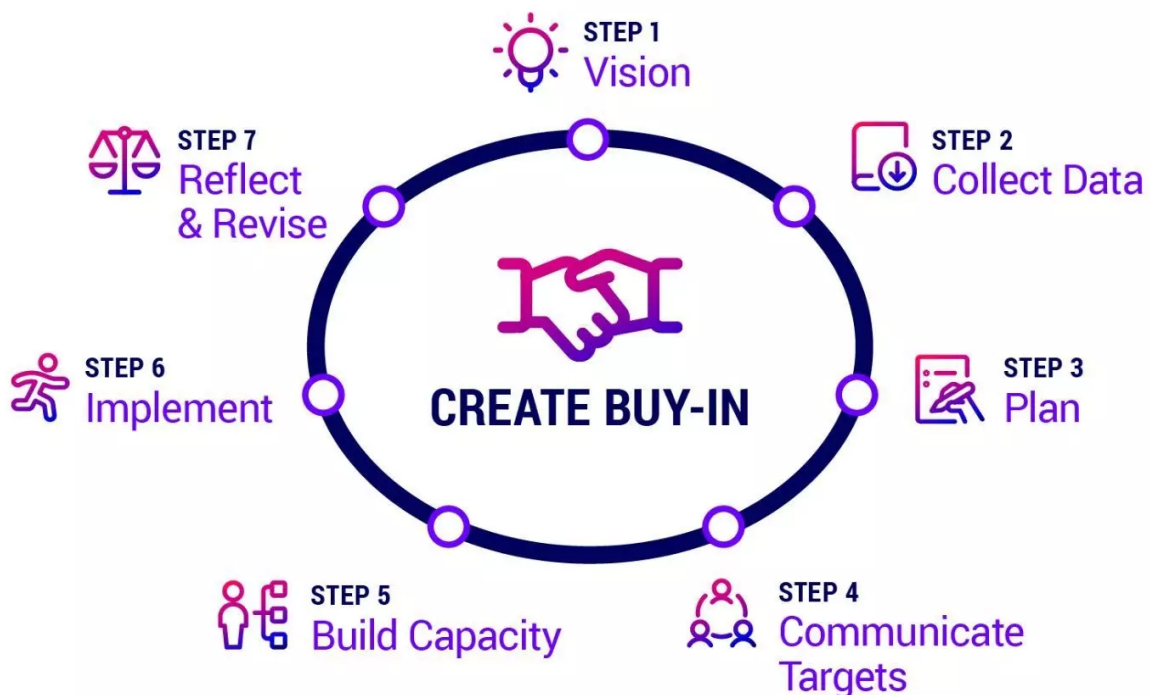 STEP 1
Vision
STEP 2
Collect Data
STEP 3
Plan
STEP 4
Communicate
Targets
STEP 5
Build Capacity
STEP 6
Implement
STEP 7
Reflect
& Revise
CREATE BUY-IN